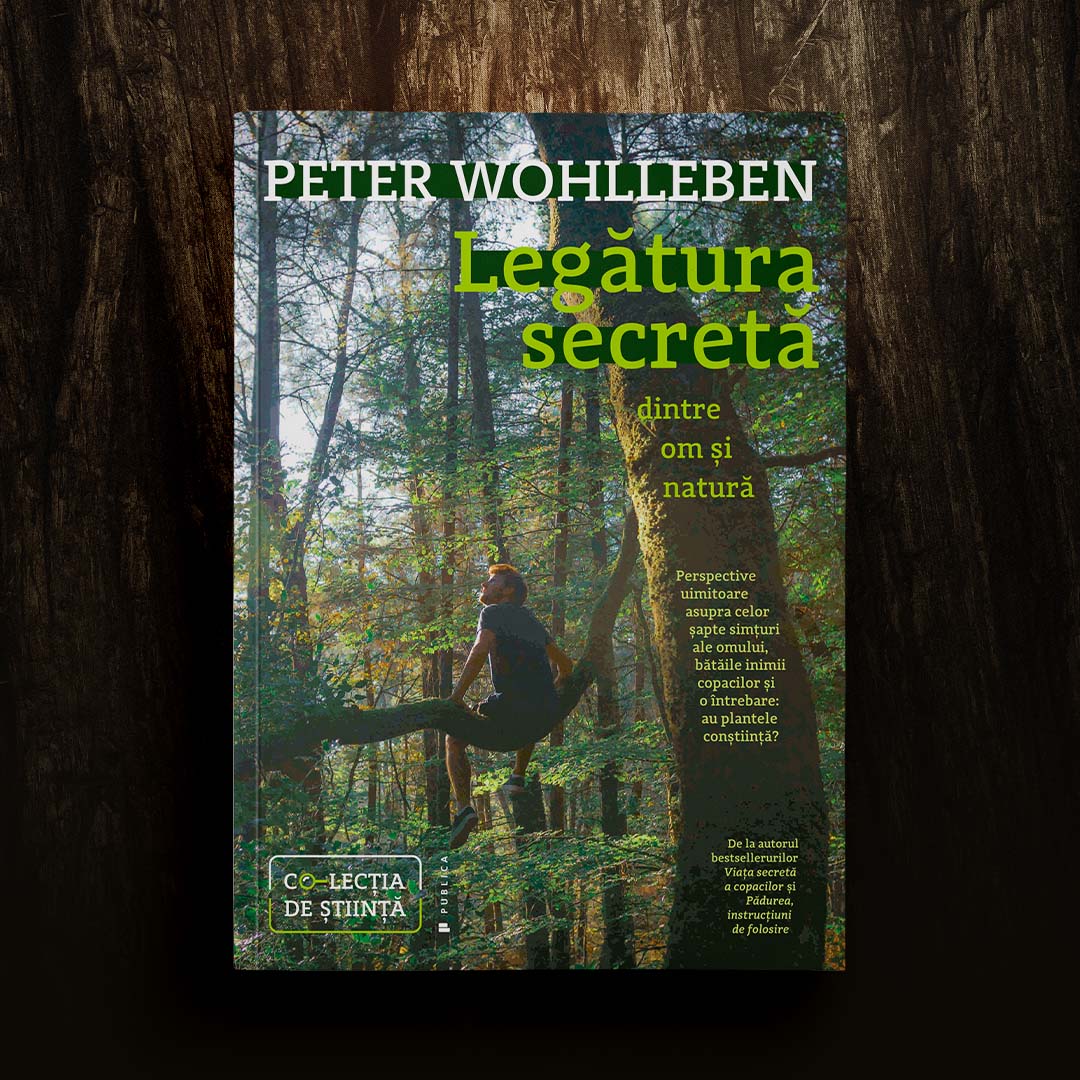 PETER WOHLLEBEN
Legătura
secretă
dintre
om și
natură
Perspective
uimitoare
asupra celor
șapte simțuri
ale omului,
bătăile inimii
copacilor și
o întrebare:
au plantele
conștiință?
De la autorul
bestsellerurilor
Viața secretă
a copacilor și
Pădurea,
instrucțiuni
de folosire
COLECȚIA
DE ȘTIINȚĂ
PUBLICA